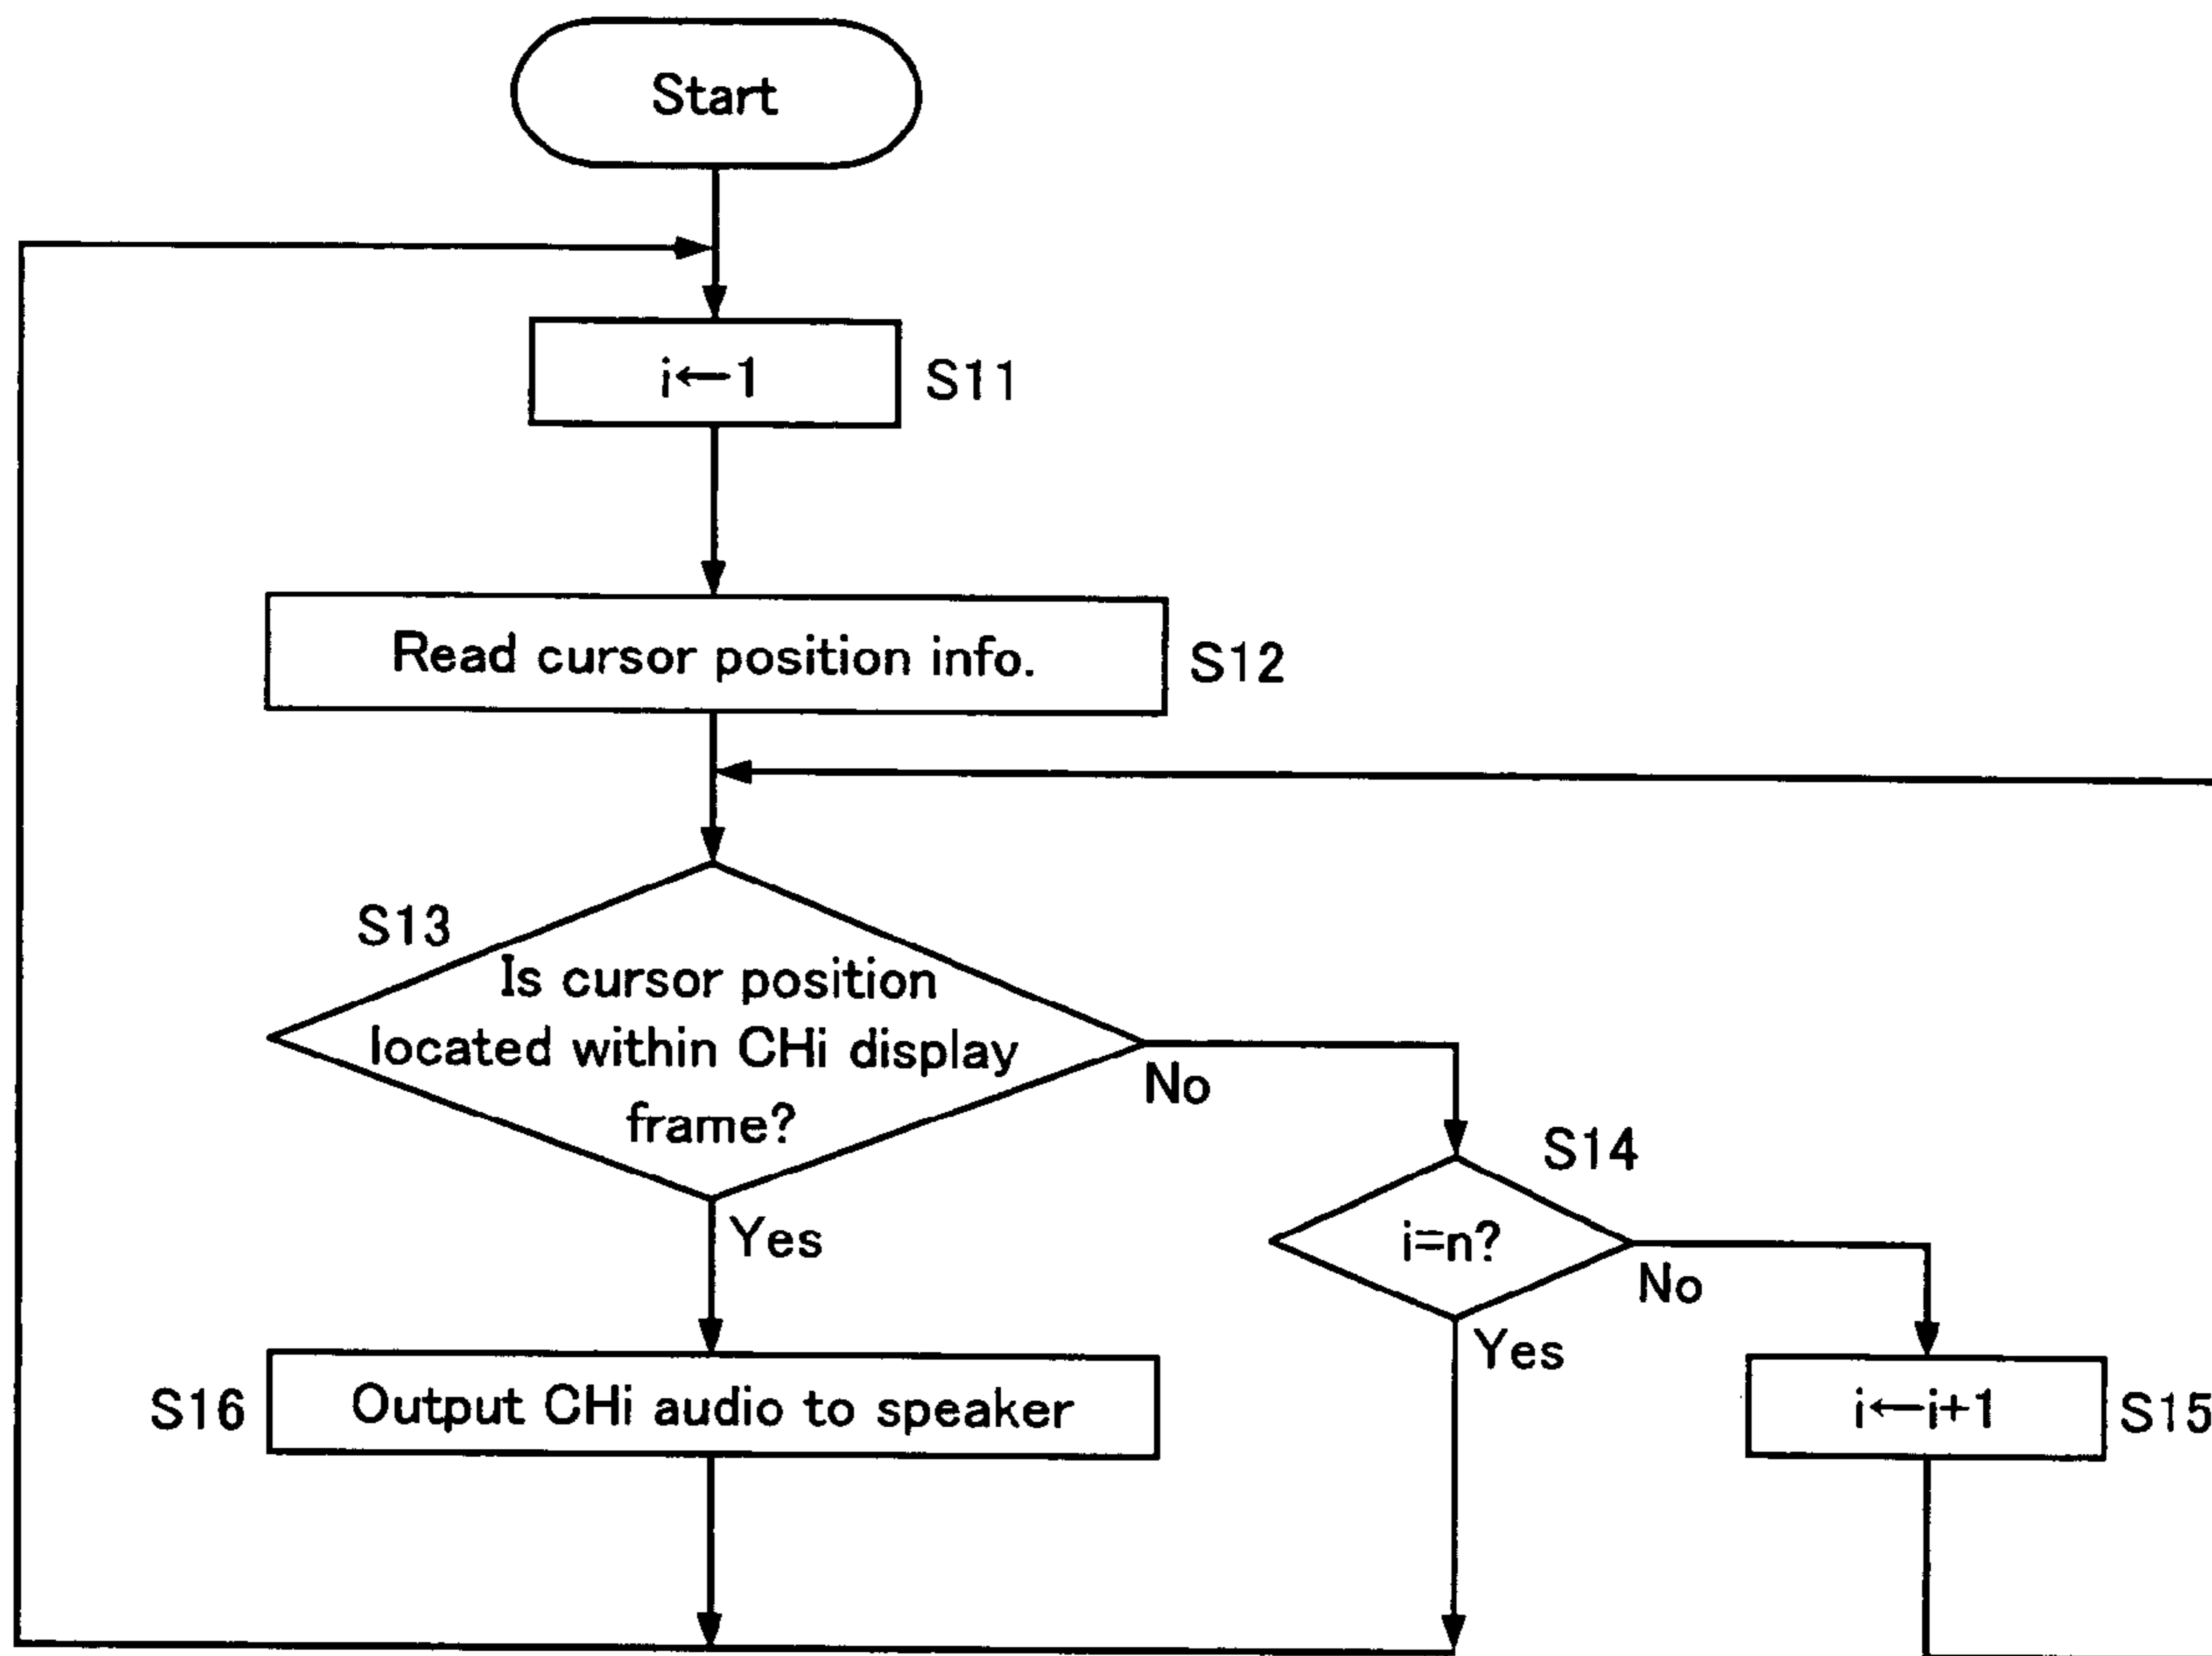 Start
i←1
S11
Read cursor position info.
S12
S13
Is cursor position
located within CHi display
frame?
No
Yes
S14
i=n?
No
Yes
S16
Output CHi audio to speaker
i←i+1
S15